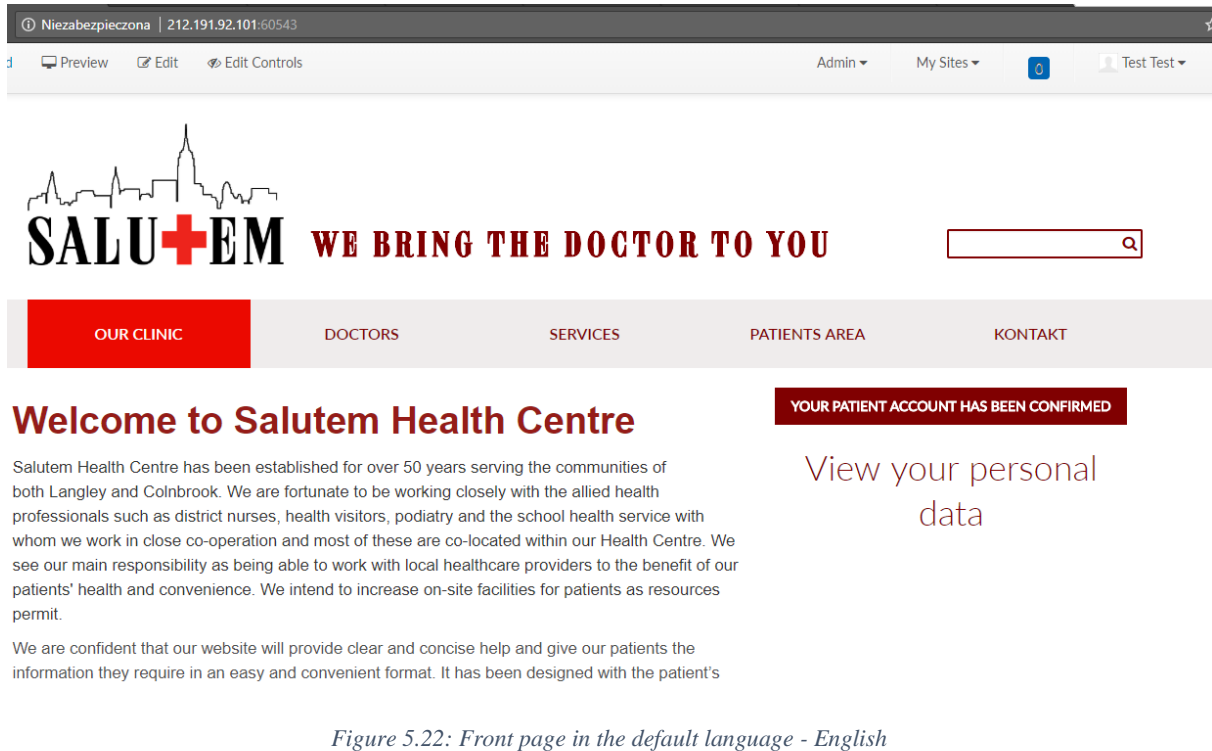 Niezabezpieczona | 212.191.92.101:60543
d Preview Edit Edit Controls Admin My Sites 0 Test Test
SALUTEM WE BRING THE DOCTOR TO YOU
OUR CLINIC DOCTORS SERVICES PATIENTS AREA KONTAKT
Welcome to Salutem Health Centre
Salutem Health Centre has been established for over 50 years serving the communities of
both Langley and Colnbrook. We are fortunate to be working closely with the allied health
professionals such as district nurses, health visitors, podiatry and the school health service with
whom we work in close co-operation and most of these are co-located within our Health Centre. We
see our main responsibility as being able to work with local healthcare providers to the benefit of our
patients' health and convenience. We intend to increase on-site facilities for patients as resources
permit.
We are confident that our website will provide clear and concise help and give our patients the
information they require in an easy and convenient format. It has been designed with the patient's
YOUR PATIENT ACCOUNT HAS BEEN CONFIRMED
View your personal
data
Figure 5.22: Front page in the default language - English